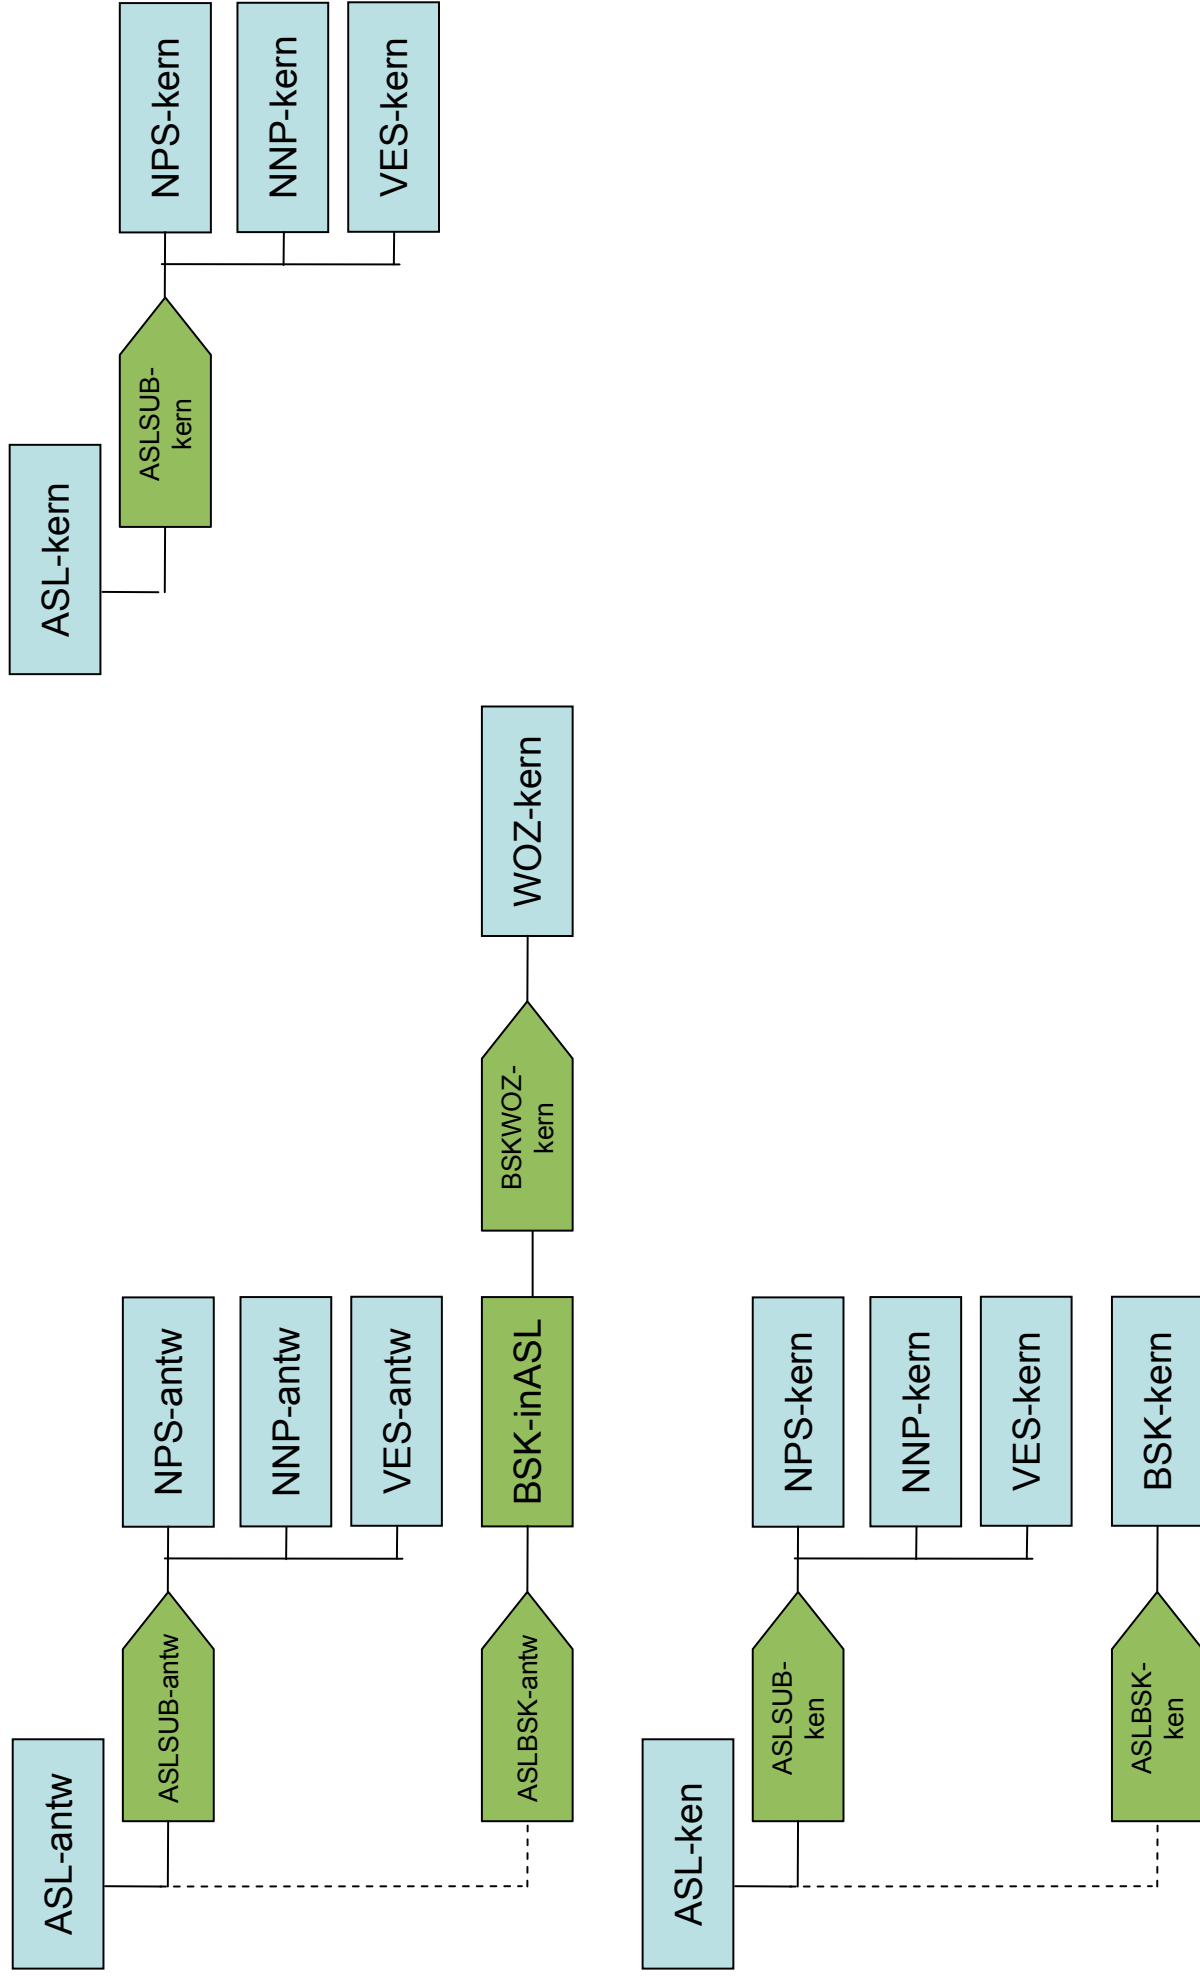 ASL-antw
ASLSUB-antw
NPS-antw
NNP-antw
VES-antw
ASLBSK-antw
BSK-inASL
BSKWOZ-
kern
WOZ-kern
ASL-kern
ASLSUB-
kern
NPS-kern
NNP-kern
VES-kern
ASL-ken
ASLSUB-
ken
NPS-kern
NNP-kern
VES-kern
ASLBSK-
ken
BSK-kern